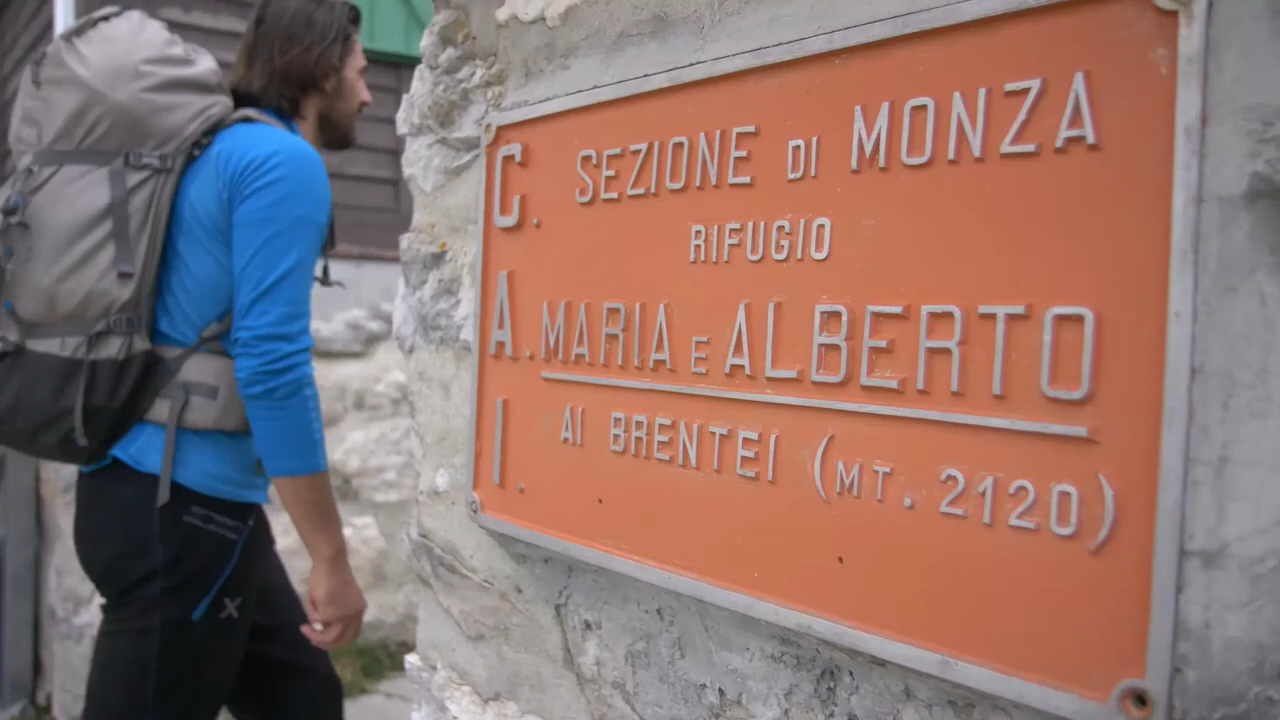 C. SEZIONE DI MONZA
RIFUGIO
A. MARIA E ALBERTO
I. AI BRENTEI (MT. 2120)